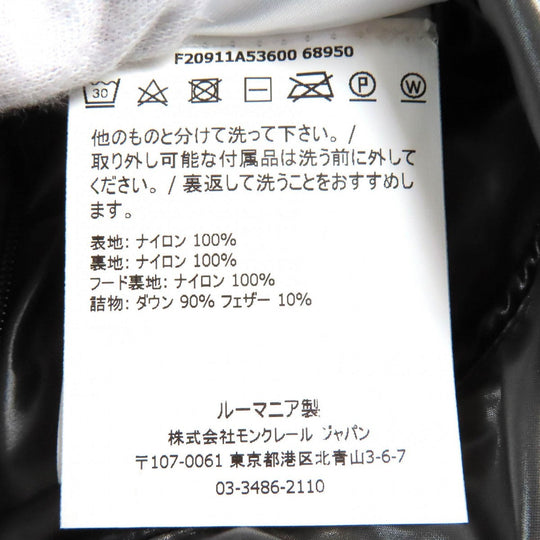 F20911A53600 68950
30 P W
他のものと分けて洗って下さい。/
取り外し可能な付属品は洗う前に外して
ください。/ 裏返して洗うことをおすすめし
ます。
表地: ナイロン 100%
裏地: ナイロン 100%
フード裏地: ナイロン 100%
詰物: ダウン 90% フェザー 10%
ルーマニア製
株式会社モンクレール ジャパン
〒107-0061 東京都港区北青山3-6-7
03-3486-2110